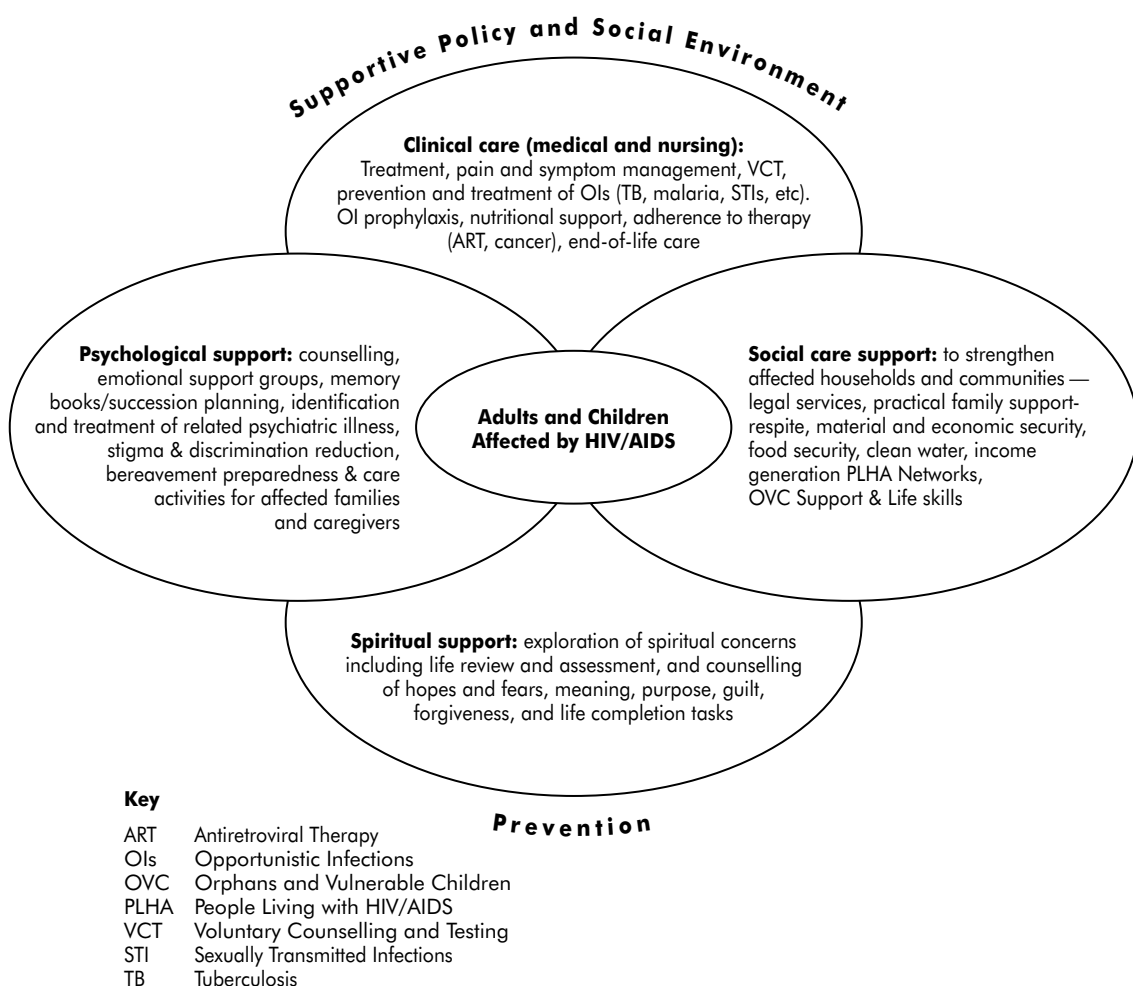 Supportive Policy and Social Environment
Clinical care (medical and nursing):
Treatment, pain and symptom management, VCT,
prevention and treatment of OIs (TB, malaria, STIs, etc).
OI prophylaxis, nutritional support, adherence to therapy
(ART, cancer), end-of-life care
Psychological support: counselling,
emotional support groups, memory
books/succession planning, identification
and treatment of related psychiatric illness,
stigma & discrimination reduction,
bereavement preparedness & care
activities for affected families
and caregivers
Adults and Children
Affected by HIV/AIDS
Social care support: to strengthen
affected households and communities —
legal services, practical family support-
respite, material and economic security,
food security, clean water, income
generation PLHA Networks,
OVC Support & Life skills
Spiritual support: exploration of spiritual concerns
including life review and assessment, and counselling
of hopes and fears, meaning, purpose, guilt,
forgiveness, and life completion tasks
Prevention
Key
ART Antiretroviral Therapy
OIs Opportunistic Infections
OVC Orphans and Vulnerable Children
PLHA People Living with HIV/AIDS
VCT Voluntary Counselling and Testing
STI Sexually Transmitted Infections
TB Tuberculosis